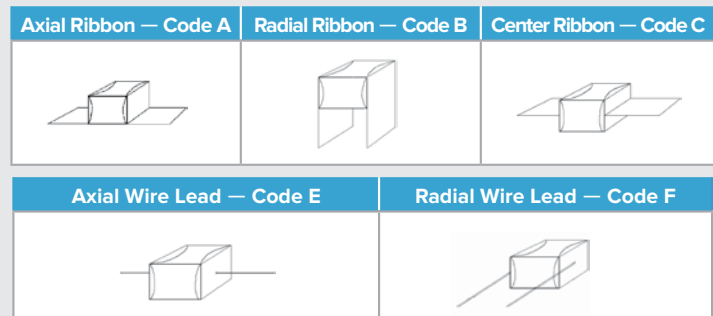 Axial Ribbon — Code A
Radial Ribbon — Code B
Center Ribbon — Code C
Axial Wire Lead — Code E
Radial Wire Lead — Code F